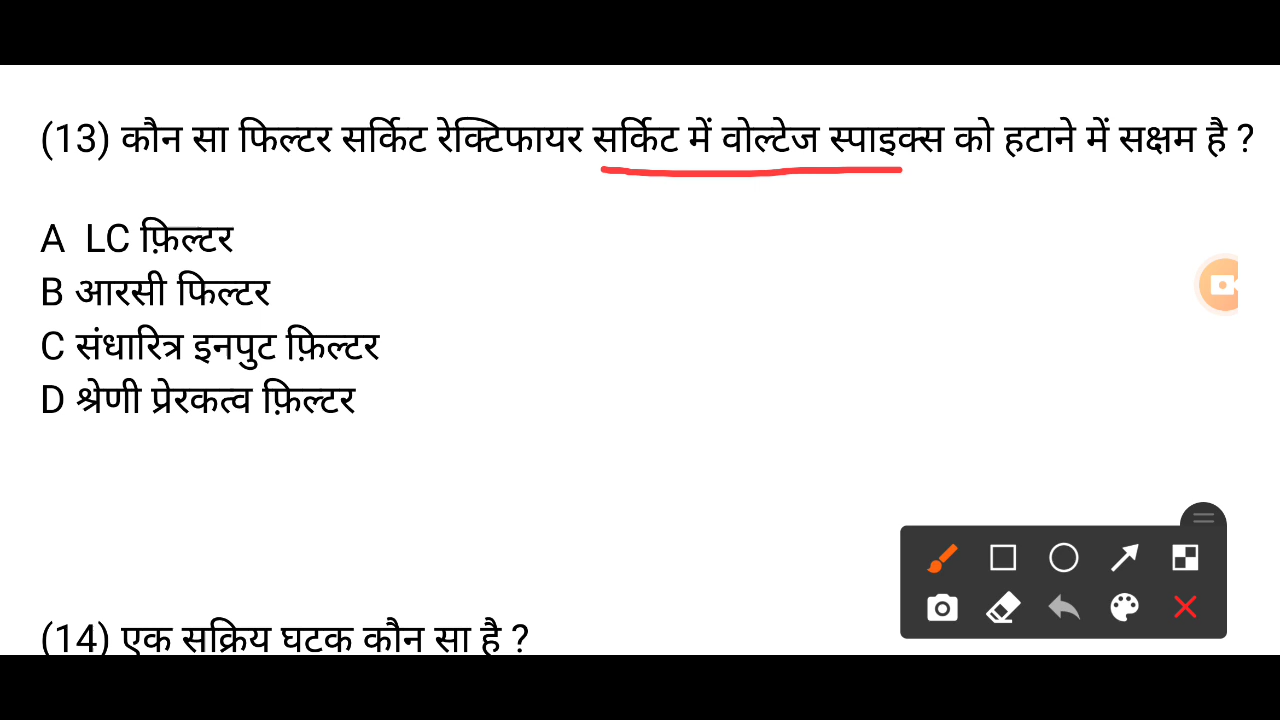 (13) कौन सा फिल्टर सर्किट रेक्टिफायर सर्किट में वोल्टेज स्पाइक्स को हटाने में सक्षम है ?
A LC फ़िल्टर
B आरसी फिल्टर
C संधारित्र इनपुट फ़िल्टर
D श्रेणी प्रेरकत्व फ़िल्टर
(14) एक सक्रिय घटक कौन सा है ?